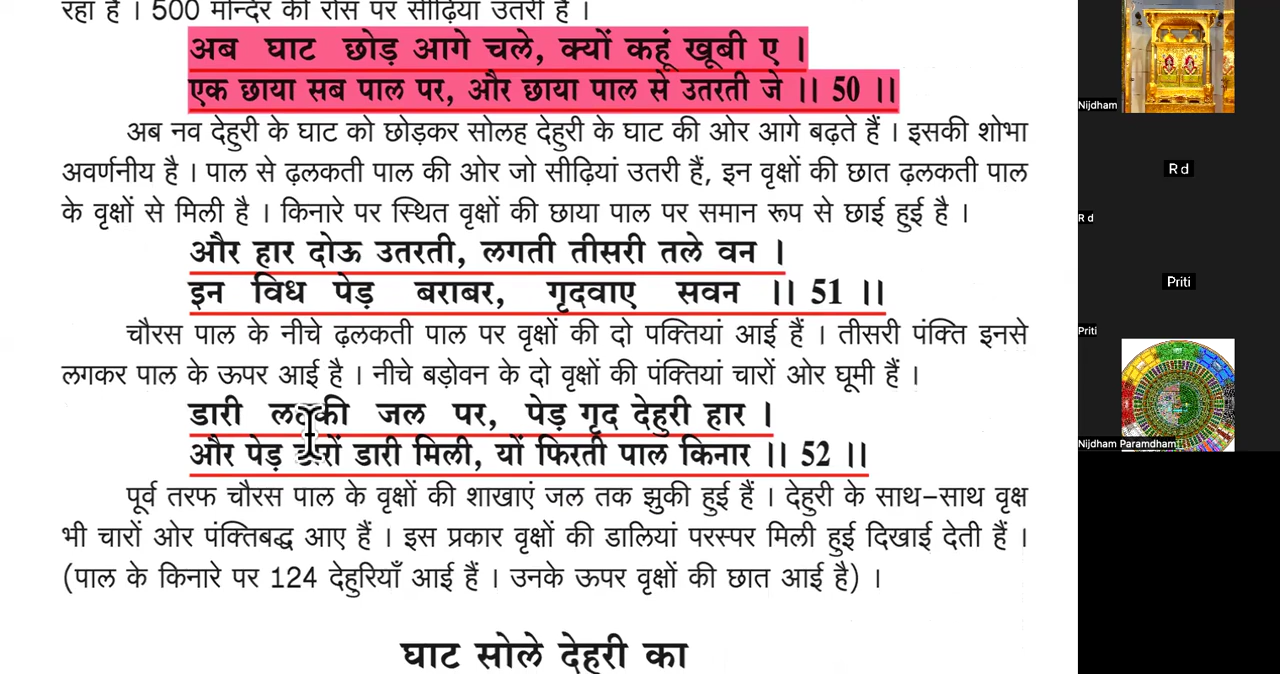 रहा है । 500 मन्दिर की रौंस पर सीढ़ियां उतरी हैं ।
अब घाट छोड़ आगे चले, क्यों कहूं खूबी ए ।
एक छाया सब पाल पर, और छाया पाल से उतरती जे ।। 50 ।।
अब नव देहुरी के घाट को छोड़कर सोलह देहुरी के घाट की ओर आगे बढ़ते हैं । इसकी शोभा
अवर्णनीय है । पाल से ढ़लकती पाल की ओर जो सीढ़ियां उतरी हैं, इन वृक्षों की छात ढ़लकती पाल
के वृक्षों से मिली है । किनारे पर स्थित वृक्षों की छाया पाल पर समान रूप से छाई हुई है ।
और हार दोऊ उतरती, लगती तीसरी तले वन ।
इन विध पेड़ बराबर, गृदवाए सवन ।। 51 ।।
चौरस पाल के नीचे ढ़लकती पाल पर वृक्षों की दो पक्तियां आई हैं । तीसरी पंक्ति इनसे
लगकर पाल के ऊपर आई है । नीचे बड़ोवन के दो वृक्षों की पंक्तियां चारों ओर घूमी हैं ।
डारी लटकी जल पर, पेड़ गृद देहुरी हार ।
और पेड़ डारों डारी मिली, यों फिरती पाल किनार ।। 52 ।।
पूर्व तरफ चौरस पाल के वृक्षों की शाखाएं जल तक झुकी हुई हैं । देहुरी के साथ-साथ वृक्ष
भी चारों ओर पंक्तिबद्ध आए हैं । इस प्रकार वृक्षों की डालियां परस्पर मिली हुई दिखाई देती हैं ।
(पाल के किनारे पर 124 देहुरियाँ आई हैं । उनके ऊपर वृक्षों की छात आई है) ।
घाट सोले देहुरी का
Nijdham
R d
R d
Priti
Priti
Nijdham Paramdham